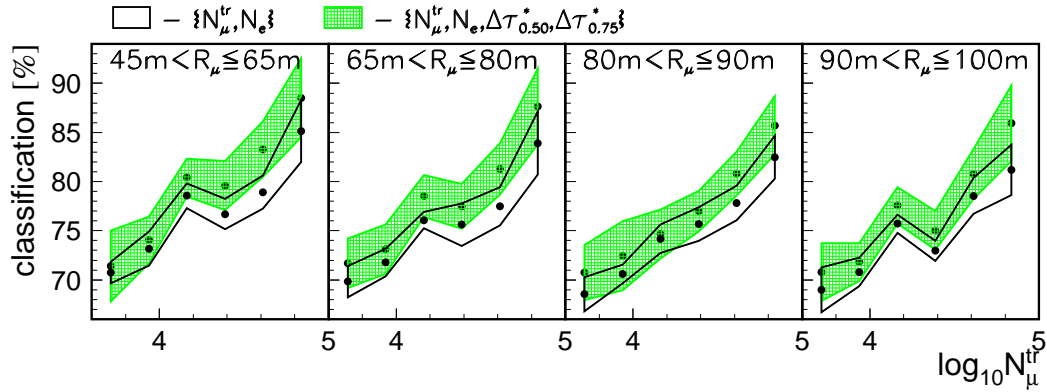 – {N_μ^tr, N_e}
– {N_μ^tr, N_e, Δτ*_0.50, Δτ*_0.75}
classification [%]
45m<R_μ≦65m
65m<R_μ≦80m
80m<R_μ≦90m
90m<R_μ≦100m
90
85
80
75
70
4 5 4 5 4 5 4 5
log_10 N_μ^tr